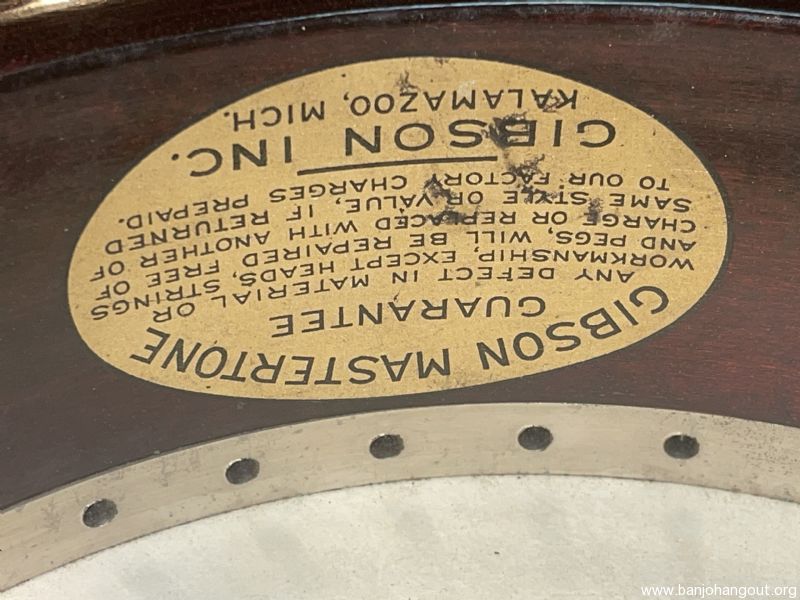 GIBSON MASTERTONE
GUARANTEE
ANY DEFECT IN MATERIAL OR
WORKMANSHIP, EXCEPT HEADS, STRINGS
AND PEGS, WILL BE REPAIRED FREE OF
CHARGE OR REPLACED WITH ANOTHER OF
SAME STYLE OR VALUE, IF RETURNED
TO OUR FACTORY CHARGES PREPAID.
GIBSON INC.
KALAMAZOO, MICH.
www.banjohangout.org